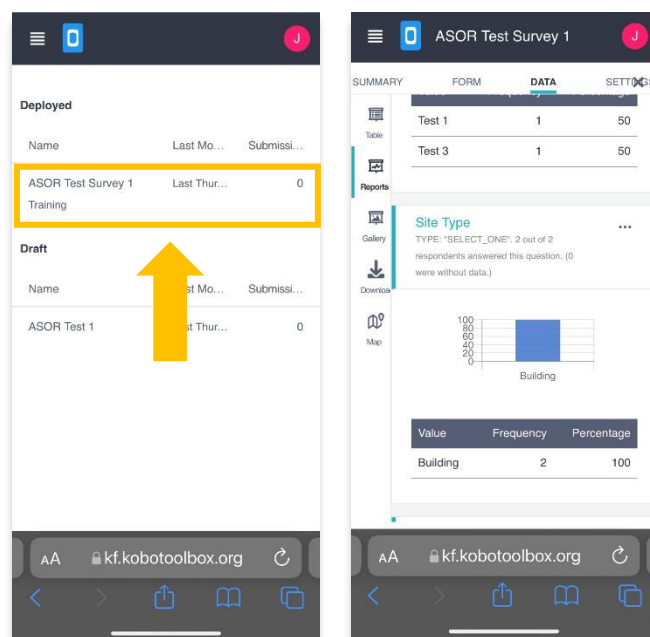 J
Deployed
Name Last Mo... Submissi...
ASOR Test Survey 1 Last Thur... 0
Training
Draft
Name st Mo... Submissi...
ASOR Test 1 st Thur... 0
AA kf.kobotoolbox.org
ASOR Test Survey 1 J
SUMMARY FORM DATA
Table
Test 1 1 50
Test 3 1 50
Reports
Gallery
Site Type ...
TYPE: "SELECT_ONE". 2 out of 2
respondents answered this question. (0
were without data.)
Downloa
Map
100
80
60
40
20
0
Building
Value Frequency Percentage
Building 2 100
AA kf.kobotoolbox.org